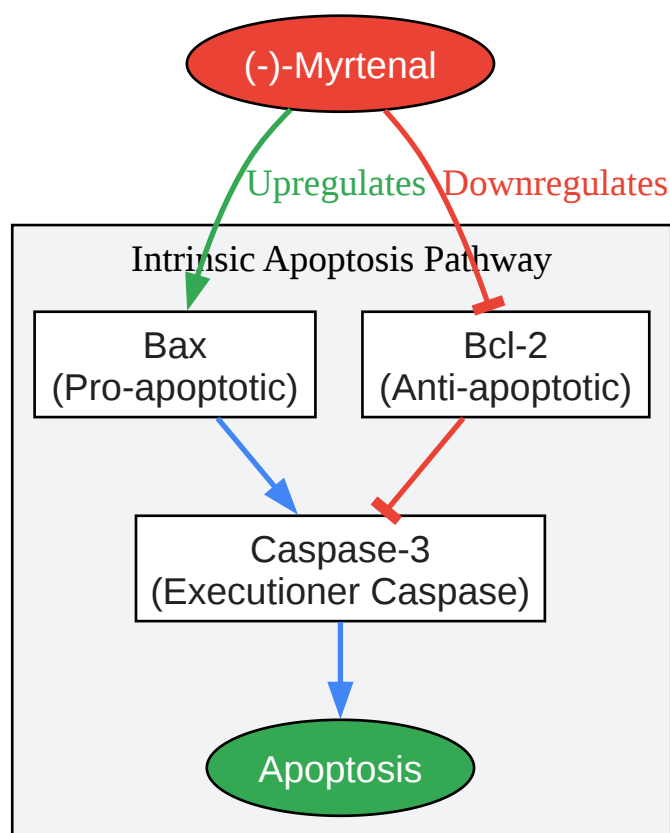 (-)-Myrtenal
Upregulates
Downregulates
Intrinsic Apoptosis Pathway
Bax
(Pro-apoptotic)
Bcl-2
(Anti-apoptotic)
Caspase-3
(Executioner Caspase)
Apoptosis